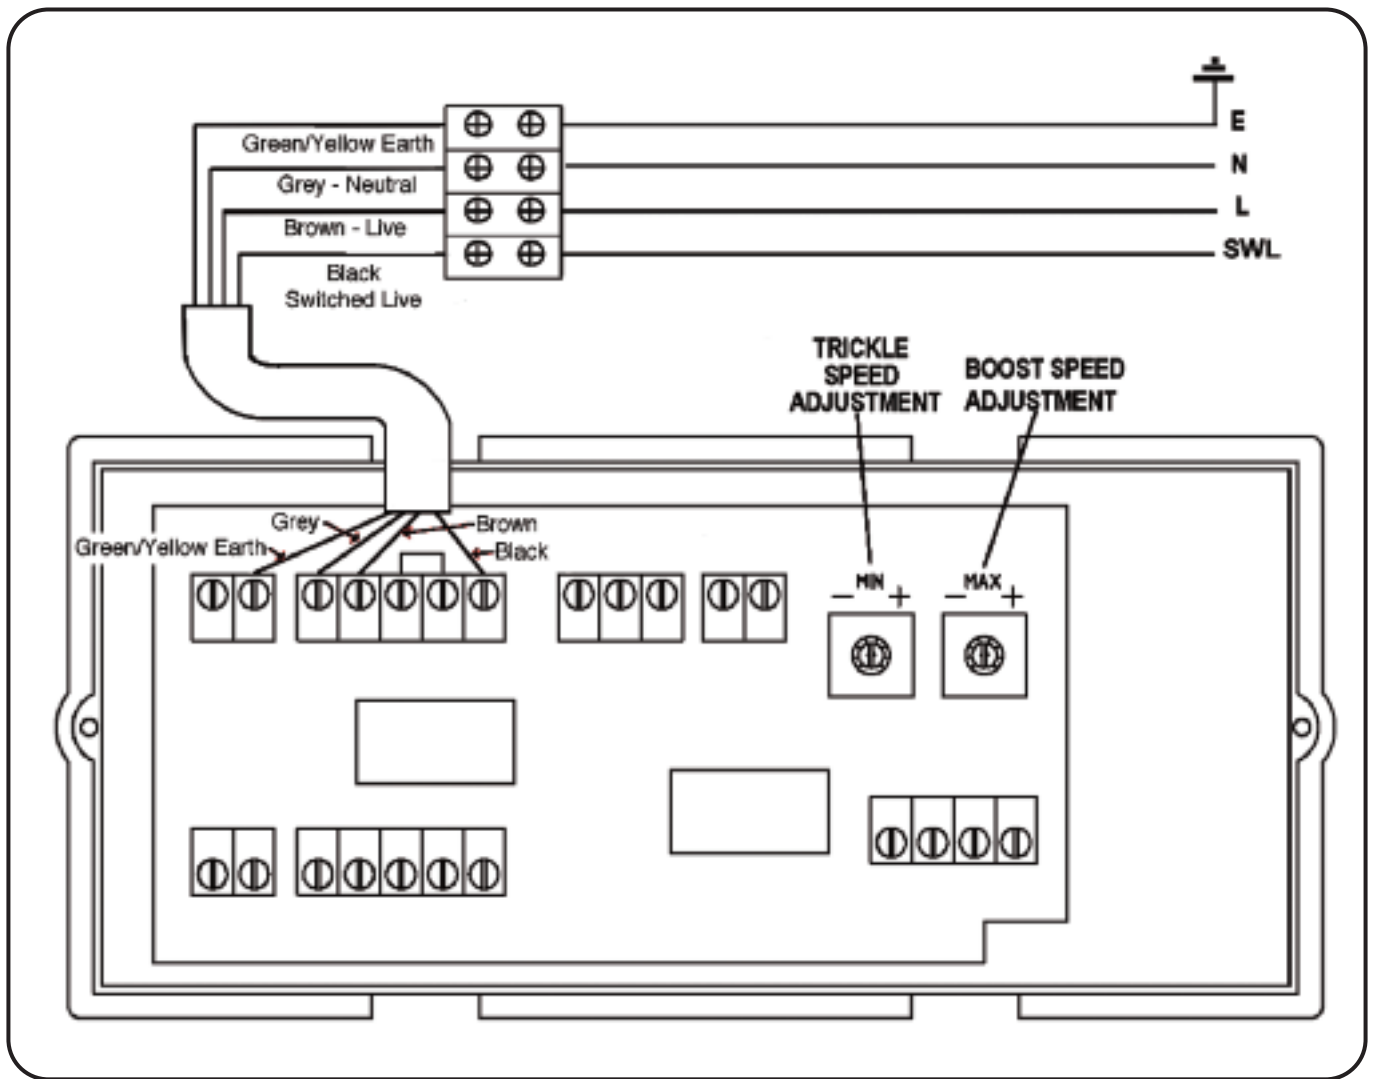 E
Green/Yellow Earth
N
Grey - Neutral
L
Brown - Live
SWL
Black
Switched Live
TRICKLE
SPEED
ADJUSTMENT
BOOST SPEED
ADJUSTMENT
Grey
Brown
Green/Yellow Earth
Black
MIN
− +
MAX
− +